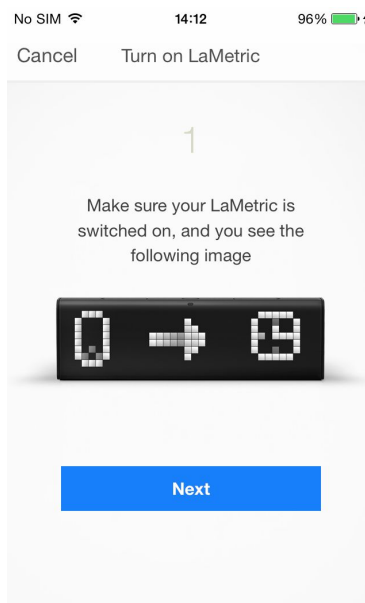 No SIM 14:12 96%
Cancel Turn on LaMetric
1
Make sure your LaMetric is
switched on, and you see the
following image
Next